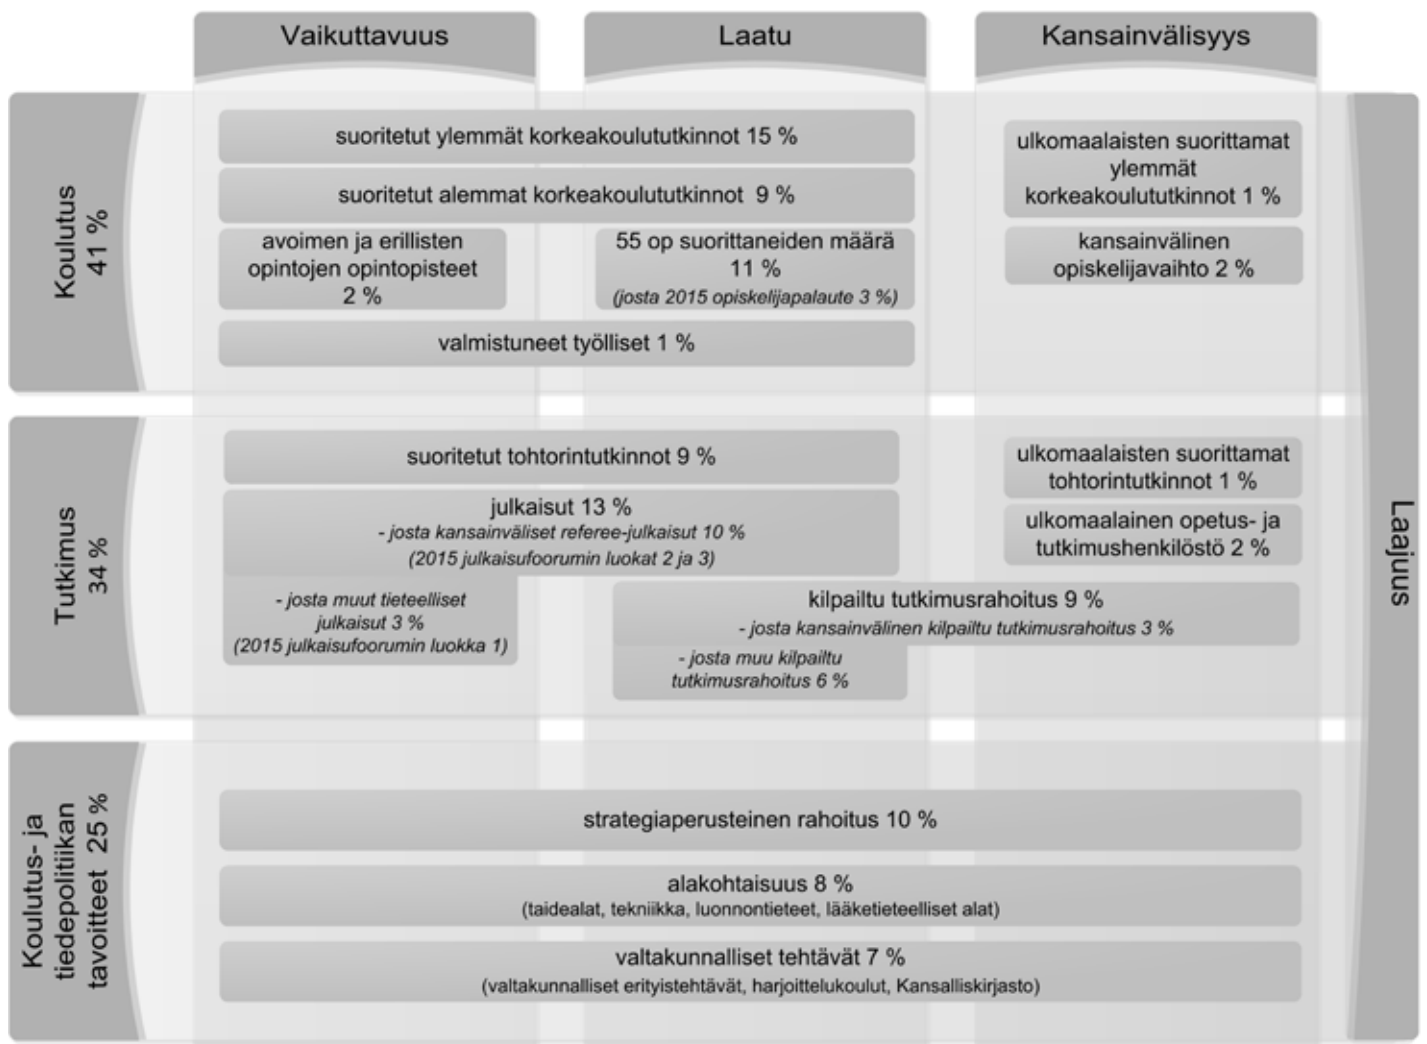 Vaikuttavuus
Laatu
Kansainvälisyys
Koulutus
41 %
suoritetut ylemmät korkeakoulututkinnot 15 %
suoritetut alemmat korkeakoulututkinnot 9 %
avoimen ja erillisten
opintojen opintopisteet
2 %
55 op suorittaneiden määrä
11 %
(josta 2015 opiskelijapalaute 3 %)
valmistuneet työlliset 1 %
ulkomaalaisten suorittamat
ylemmät
korkeakoulututkinnot 1 %
kansainvälinen
opiskelijavaihto 2 %
Tutkimus
34 %
suoritetut tohtorintutkinnot 9 %
julkaisut 13 %
- josta kansainväliset referee-julkaisut 10 %
(2015 julkaisufoorumin luokat 2 ja 3)
- josta muut tieteelliset
julkaisut 3 %
(2015 julkaisufoorumin luokka 1)
ulkomaalaisten suorittamat
tohtorintutkinnot 1 %
ulkomaalainen opetus- ja
tutkimushenkilöstö 2 %
kilpailtu tutkimusrahoitus 9 %
- josta kansainvälinen kilpailtu tutkimusrahoitus 3 %
- josta muu kilpailtu
tutkimusrahoitus 6 %
Koulutus- ja
tiedepolitiikan
tavoitteet 25 %
strategiaperusteinen rahoitus 10 %
alakohtaisuus 8 %
(taidealat, tekniikka, luonnontieteet, lääketieteelliset alat)
valtakunnalliset tehtävät 7 %
(valtakunnalliset erityistehtävät, harjoittelukoulut, Kansalliskirjasto)
Laajuus